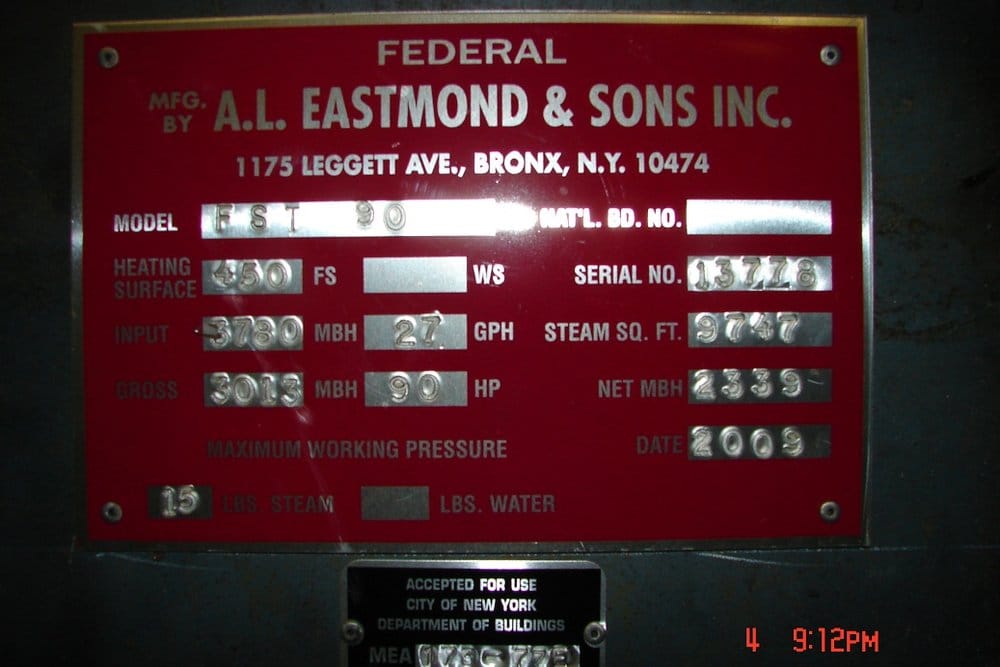 FEDERAL
MFG. BY A.L. EASTMOND & SONS INC.
1175 LEGGETT AVE., BRONX, N.Y. 10474
MODEL FST 90 NAT'L. BD. NO.
HEATING SURFACE 450 FS WS SERIAL NO. 13778
INPUT 3780 MBH 27 GPH STEAM SQ. FT. 9747
GROSS 3013 MBH 90 HP NET MBH 2339
MAXIMUM WORKING PRESSURE DATE 2009
15 LBS. STEAM LBS. WATER
ACCEPTED FOR USE
CITY OF NEW YORK
DEPARTMENT OF BUILDINGS
MEA
4 9:12PM